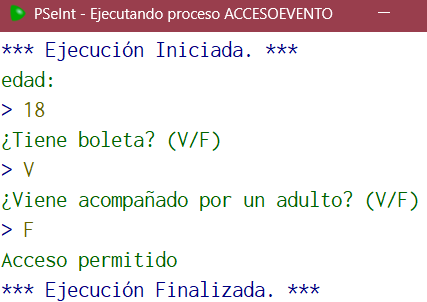 PSeInt - Ejecutando proceso ACCESOEVENTO
*** Ejecución Iniciada. ***
edad:
> 18
¿Tiene boleta? (V/F)
> V
¿Viene acompañado por un adulto? (V/F)
> F
Acceso permitido
*** Ejecución Finalizada. ***